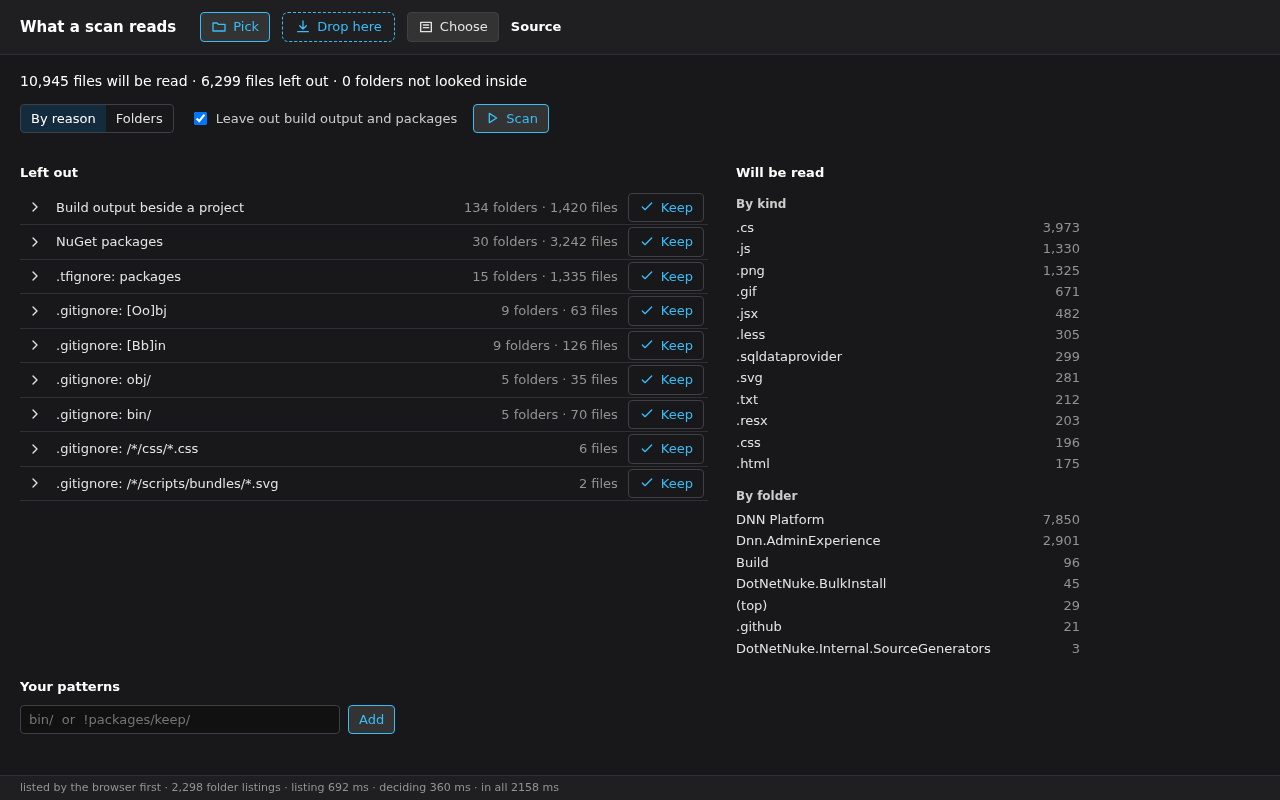 What a scan reads Pick Drop here Choose Source
10,945 files will be read · 6,299 files left out · 0 folders not looked inside
By reason Folders Leave out build output and packages Scan
Left out
Build output beside a project 134 folders · 1,420 files Keep
NuGet packages 30 folders · 3,242 files Keep
.tfignore: packages 15 folders · 1,335 files Keep
.gitignore: [Oo]bj 9 folders · 63 files Keep
.gitignore: [Bb]in 9 folders · 126 files Keep
.gitignore: obj/ 5 folders · 35 files Keep
.gitignore: bin/ 5 folders · 70 files Keep
.gitignore: /*/css/*.css 6 files Keep
.gitignore: /*/scripts/bundles/*.svg 2 files Keep
Will be read
By kind
.cs 3,973
.js 1,330
.png 1,325
.gif 671
.jsx 482
.less 305
.sqldataprovider 299
.svg 281
.txt 212
.resx 203
.css 196
.html 175
By folder
DNN Platform 7,850
Dnn.AdminExperience 2,901
Build 96
DotNetNuke.BulkInstall 45
(top) 29
.github 21
DotNetNuke.Internal.SourceGenerators 3
Your patterns
bin/ or !packages/keep/ Add
listed by the browser first · 2,298 folder listings · listing 692 ms · deciding 360 ms · in all 2158 ms